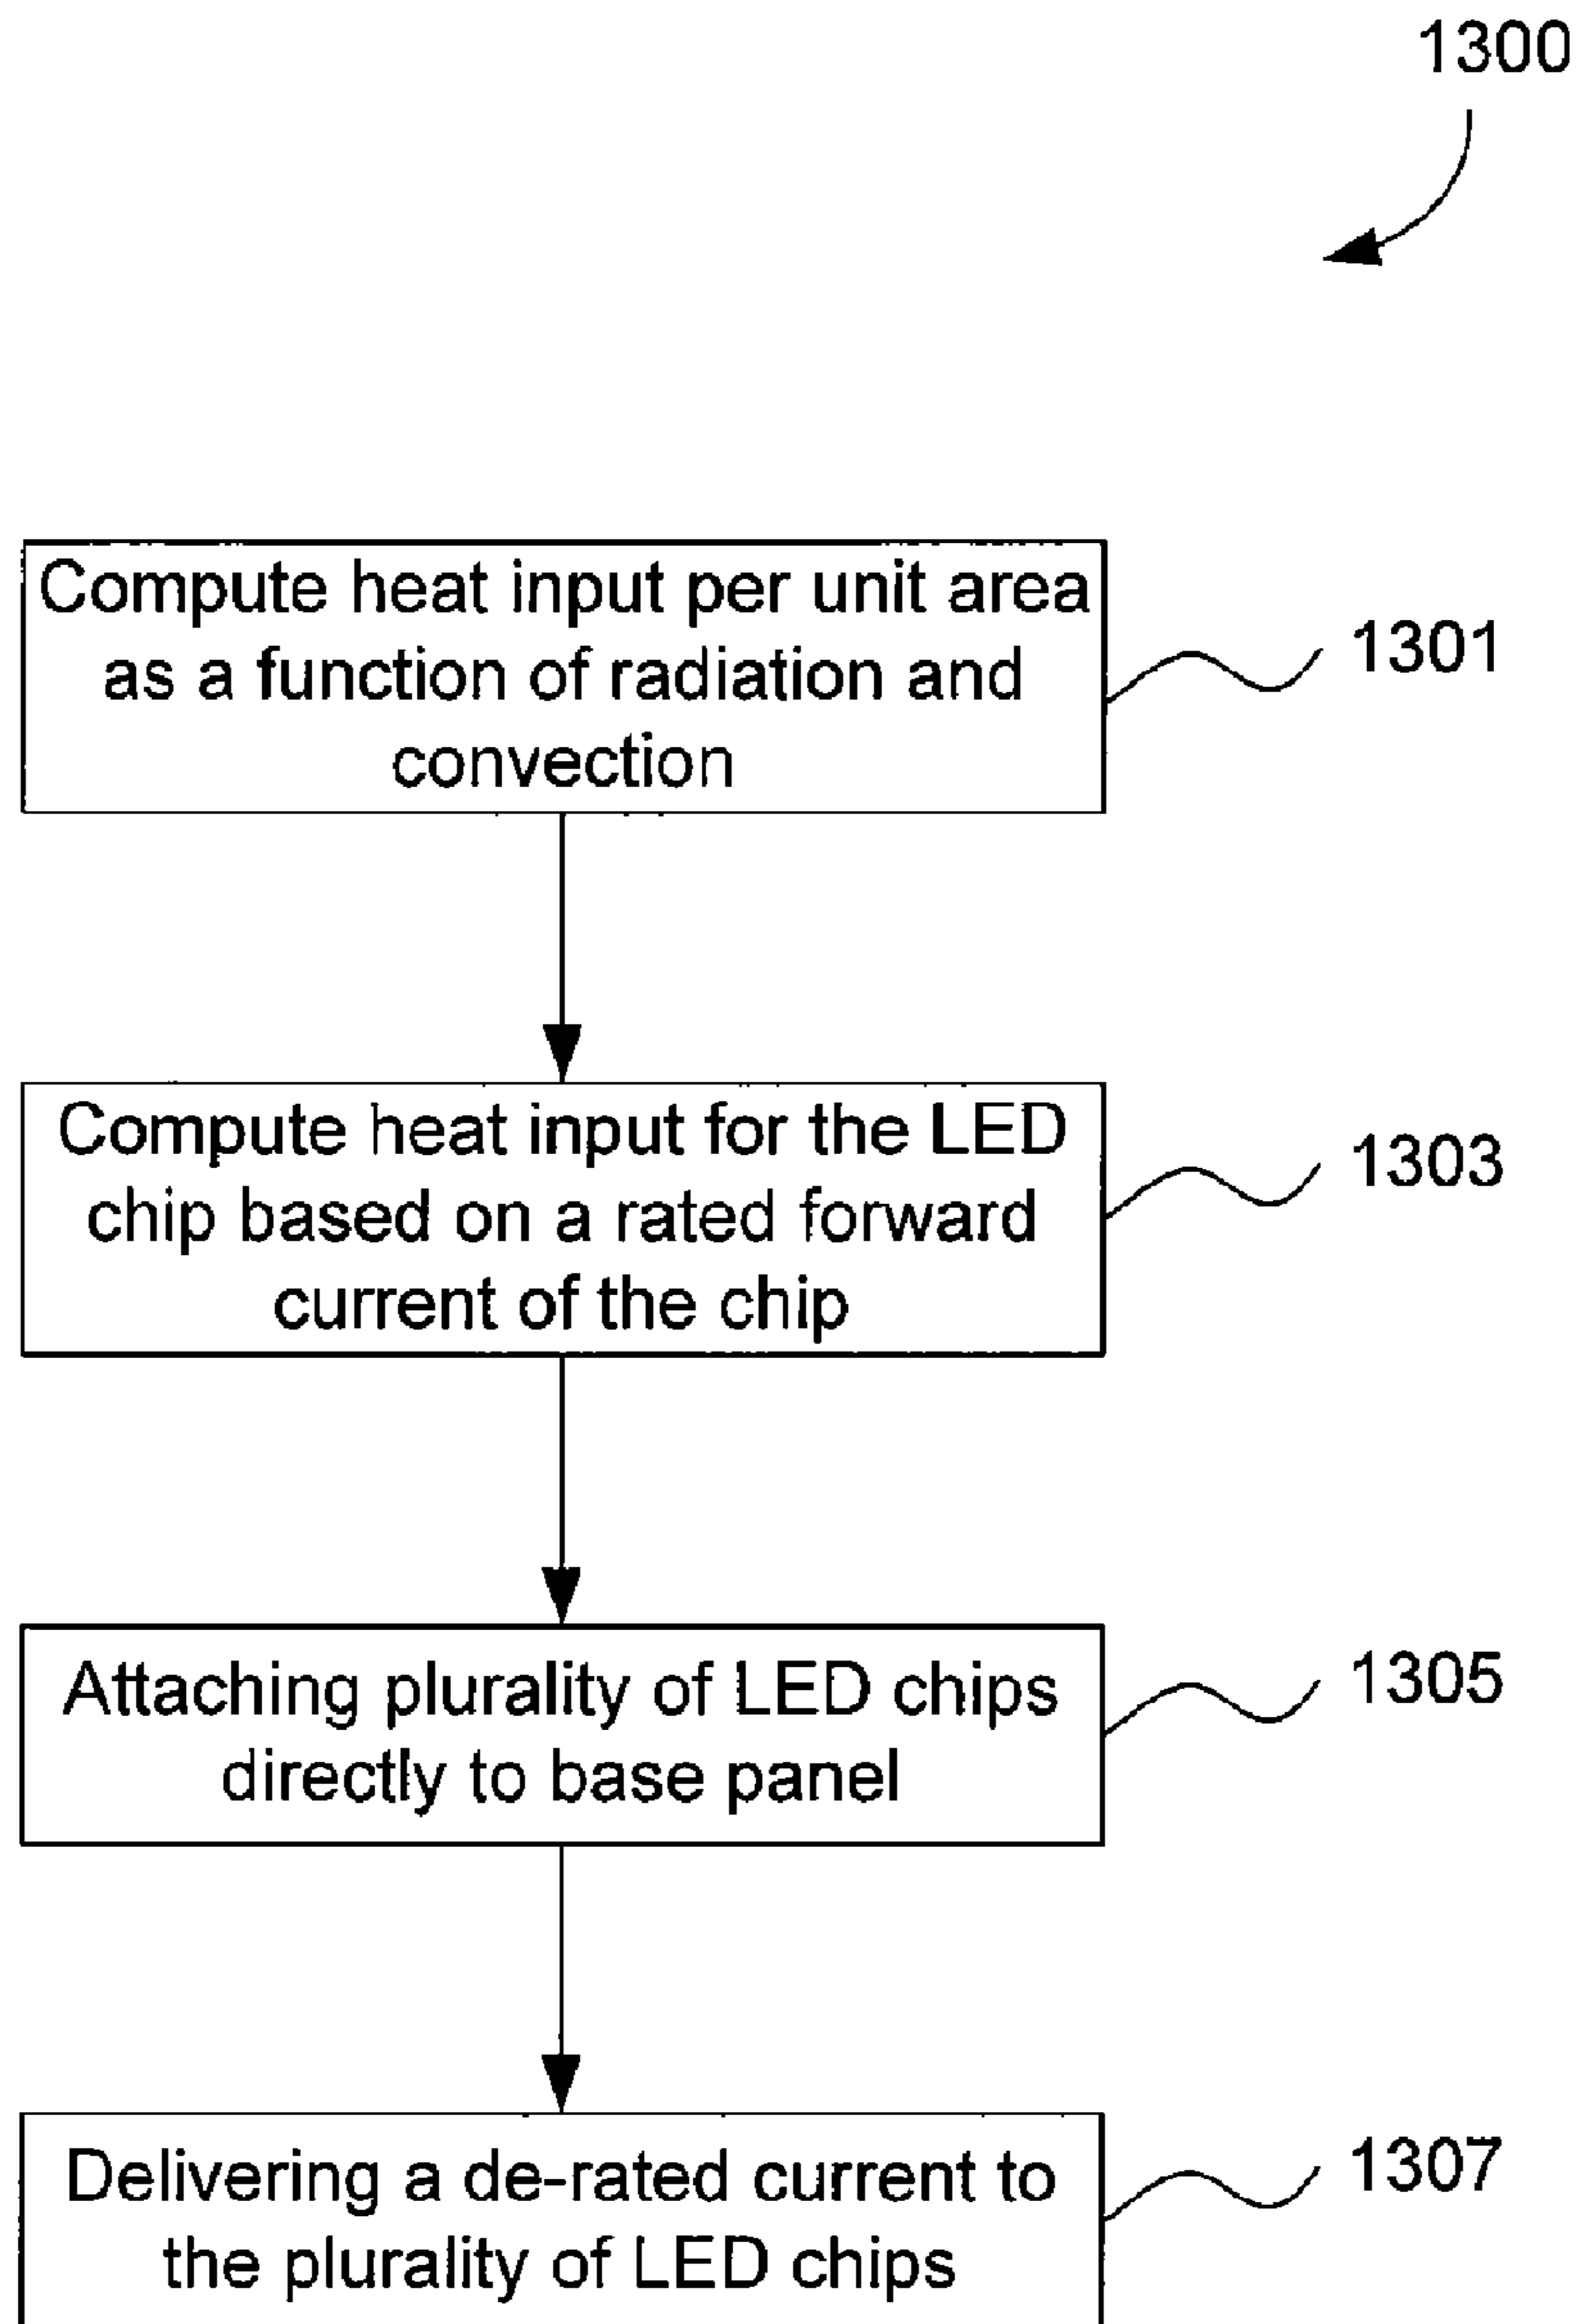 1300
Compute heat input per unit area
as a function of radiation and
convection
1301
Compute heat input for the LED
chip based on a rated forward
current of the chip
1303
Attaching plurality of LED chips
directly to base panel
1305
Delivering a de-rated current to
the plurality of LED chips
1307